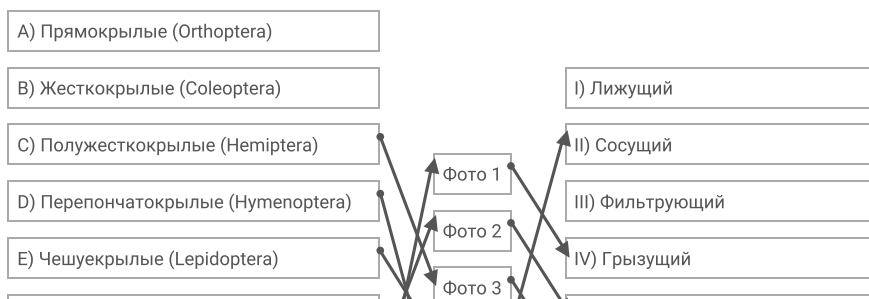 A) Прямокрылые (Orthoptera)
B) Жесткокрылые (Coleoptera)
I) Лижущий
C) Полужесткокрылые (Hemiptera)
II) Сосущий
Фото 1
D) Перепончатокрылые (Hymenoptera)
III) Фильтрующий
Фото 2
E) Чешуекрылые (Lepidoptera)
IV) Грызущий
Фото 3